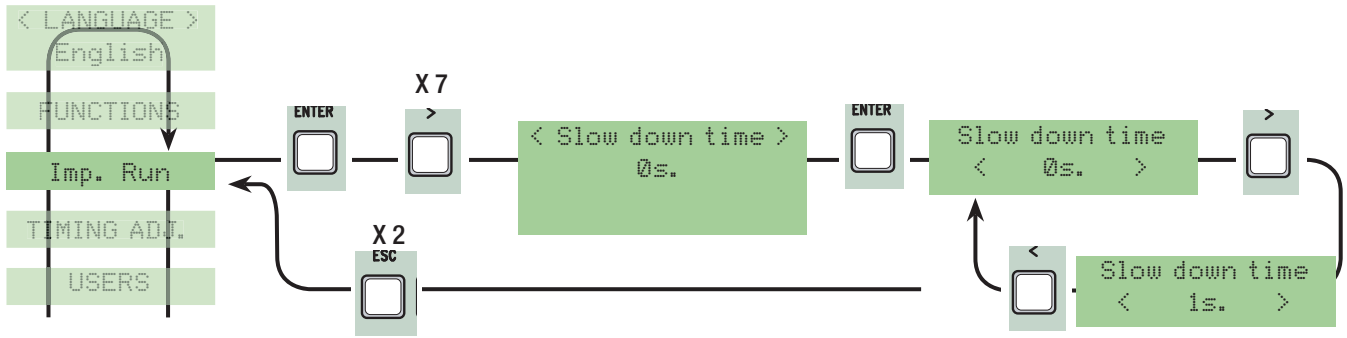 < LANGUAGE >
English
FUNCTIONS
Imp. Run
TIMING ADJ.
USERS
ENTER
X 7
>
< Slow down time >
0s.
ENTER
Slow down time
< 0s. >
>
X 2
ESC
<
Slow down time
< 1s. >